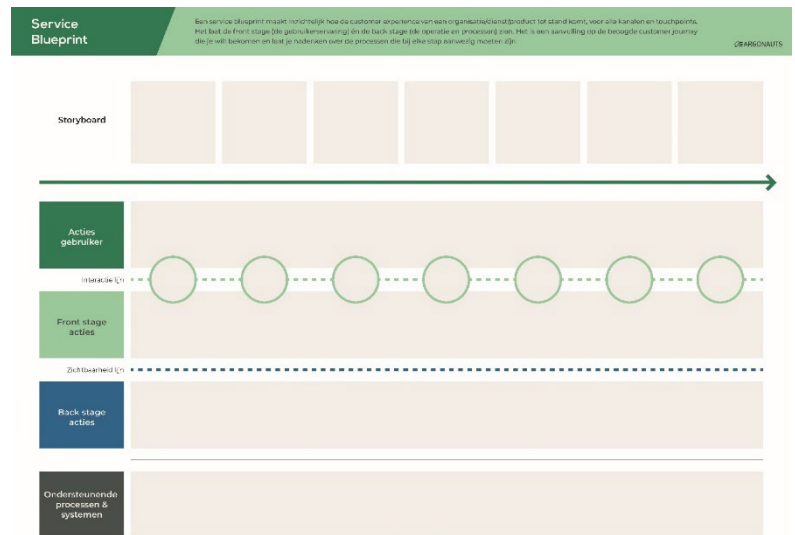 Service
Blueprint
Een service blueprint maakt inzichtelijk hoe de customer experience van een organisatie/dienst/product tot stand komt, voor alle kanalen en touchpoints.
Het laat de front stage (de gebruikerservaring) én de back stage (de operatie en processen) zien. Het is een aanvulling op de beoogde customer journey
die je wilt bekomen en laat je nadenken over de processen die bij elke stap aanwezig moeten zijn.
ARGONAUTS
Storyboard
Acties
gebruiker
Interactie lijn
Front stage
acties
Zichtbaarheid lijn
Back stage
acties
Ondersteunende
processen &
systemen